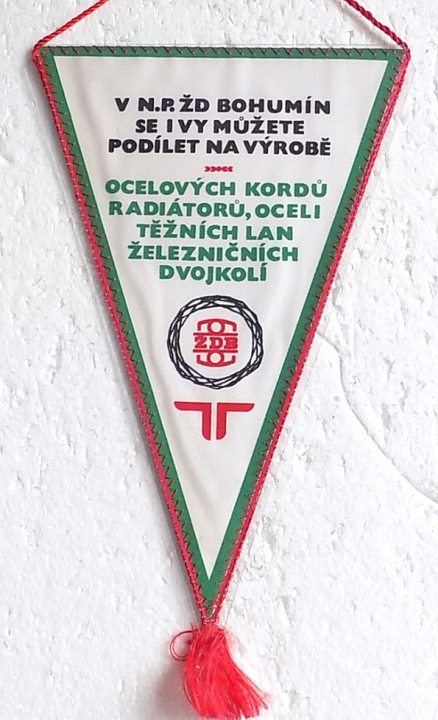 V N.P. ŽD BOHUMÍN
SE I VY MŮŽETE
PODÍLET NA VÝROBĚ
OCELOVÝCH KORDŮ
RADIÁTORŮ, OCELI
TĚŽNÍCH LAN
ŽELEZNIČNÍCH
DVOJKOLÍ
ŽDB